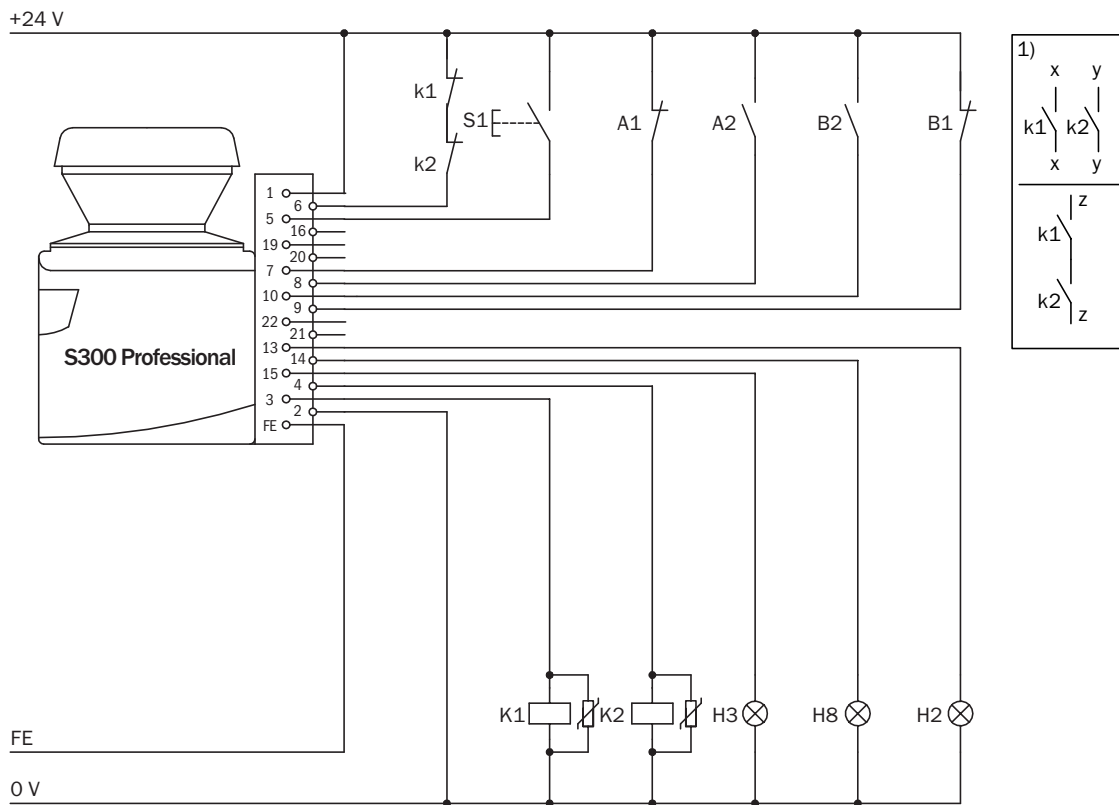 +24 V
1)
x y
k1
k2
S1
A1
A2
B2
B1
k1 k2
x y
z
k1
k2
z
1
6
5
16
19
20
7
8
10
9
22
21
13
14
15
4
3
2
FE
S300 Professional
K1
K2
H3
H8
H2
FE
0 V